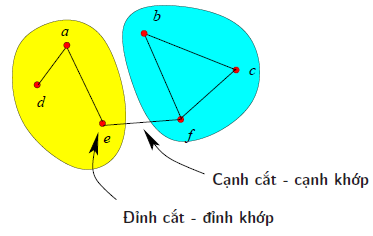 b
a
c
d
e
f
Cạnh cắt - cạnh khớp
Đỉnh cắt - đỉnh khớp